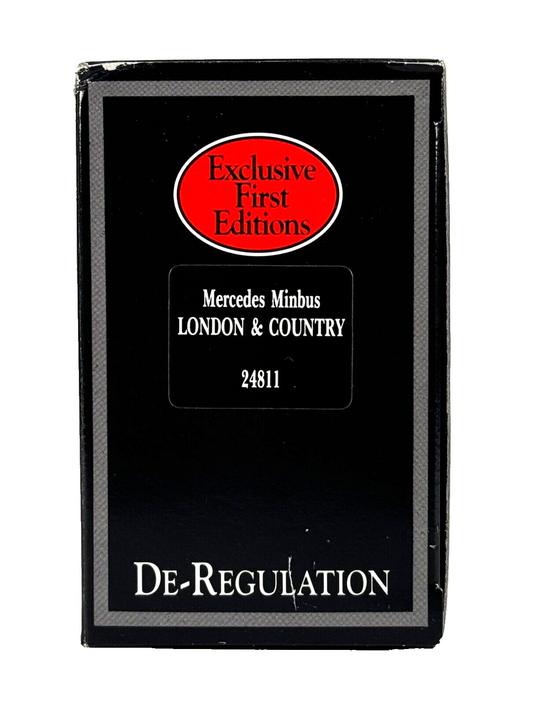 Exclusive
First
Editions
Mercedes Minbus
LONDON & COUNTRY
24811
DE-REGULATION